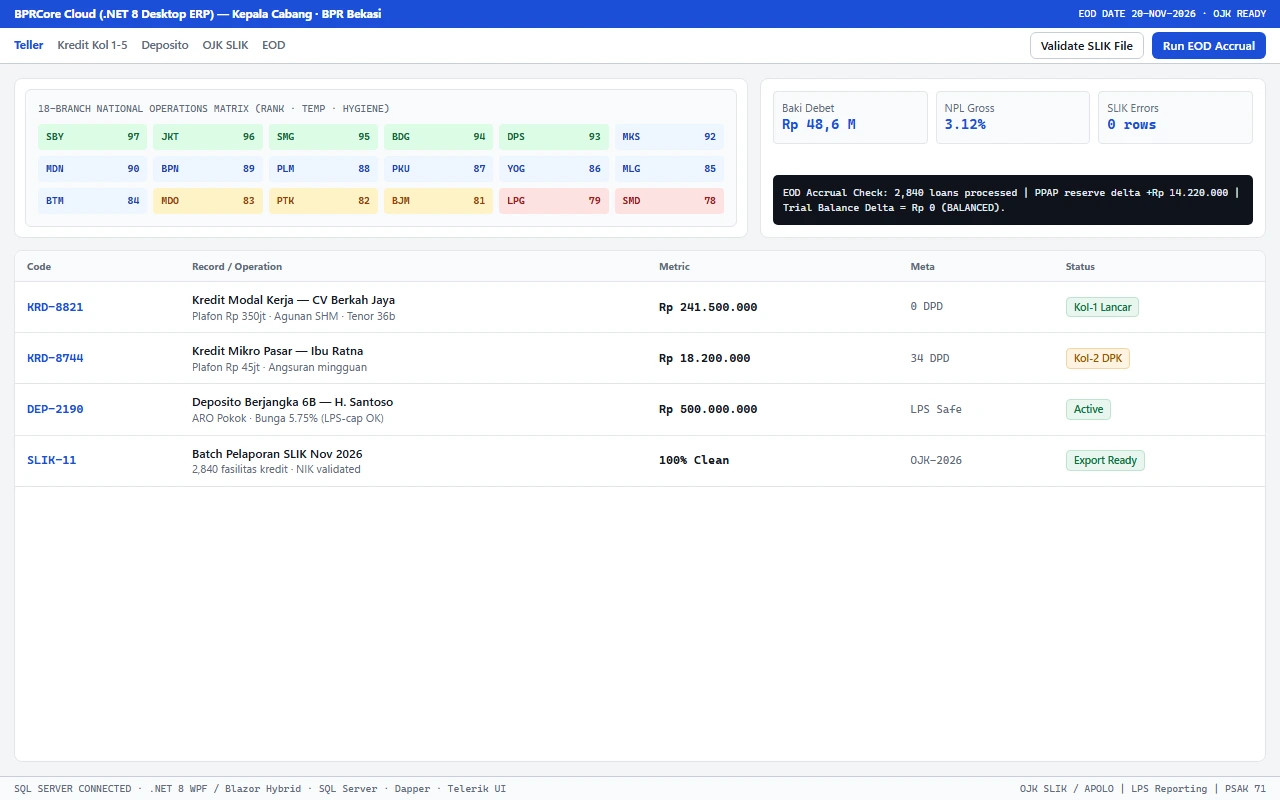 BPRCore Cloud (.NET 8 Desktop ERP) — Kepala Cabang · BPR Bekasi
EOD DATE 20-NOV-2026 · OJK READY
Teller Kredit Kol 1-5 Deposito OJK SLIK EOD
Validate SLIK File Run EOD Accrual
18-BRANCH NATIONAL OPERATIONS MATRIX (RANK · TEMP · HYGIENE)
SBY 97 JKT 96 SMG 95 BDG 94 DPS 93 MKS 92
MDN 90 BPN 89 PLM 88 PKU 87 YOG 86 MLG 85
BTM 84 MDO 83 PTK 82 BJM 81 LPG 79 SMD 78
Baki Debet NPL Gross SLIK Errors
Rp 48,6 M 3.12% 0 rows
EOD Accrual Check: 2,840 loans processed | PPAP reserve delta +Rp 14.220.000 |
Trial Balance Delta = Rp 0 (BALANCED).
Code Record / Operation Metric Meta Status
KRD-8821 Kredit Modal Kerja — CV Berkah Jaya Rp 241.500.000 0 DPD Kol-1 Lancar
Plafon Rp 350jt · Agunan SHM · Tenor 36b
KRD-8744 Kredit Mikro Pasar — Ibu Ratna Rp 18.200.000 34 DPD Kol-2 DPK
Plafon Rp 45jt · Angsuran mingguan
DEP-2190 Deposito Berjangka 6B — H. Santoso Rp 500.000.000 LPS Safe Active
ARO Pokok · Bunga 5.75% (LPS-cap OK)
SLIK-11 Batch Pelaporan SLIK Nov 2026 100% Clean OJK-2026 Export Ready
2,840 fasilitas kredit · NIK validated
SQL SERVER CONNECTED · .NET 8 WPF / Blazor Hybrid · SQL Server · Dapper · Telerik UI
OJK SLIK / APOLO | LPS Reporting | PSAK 71